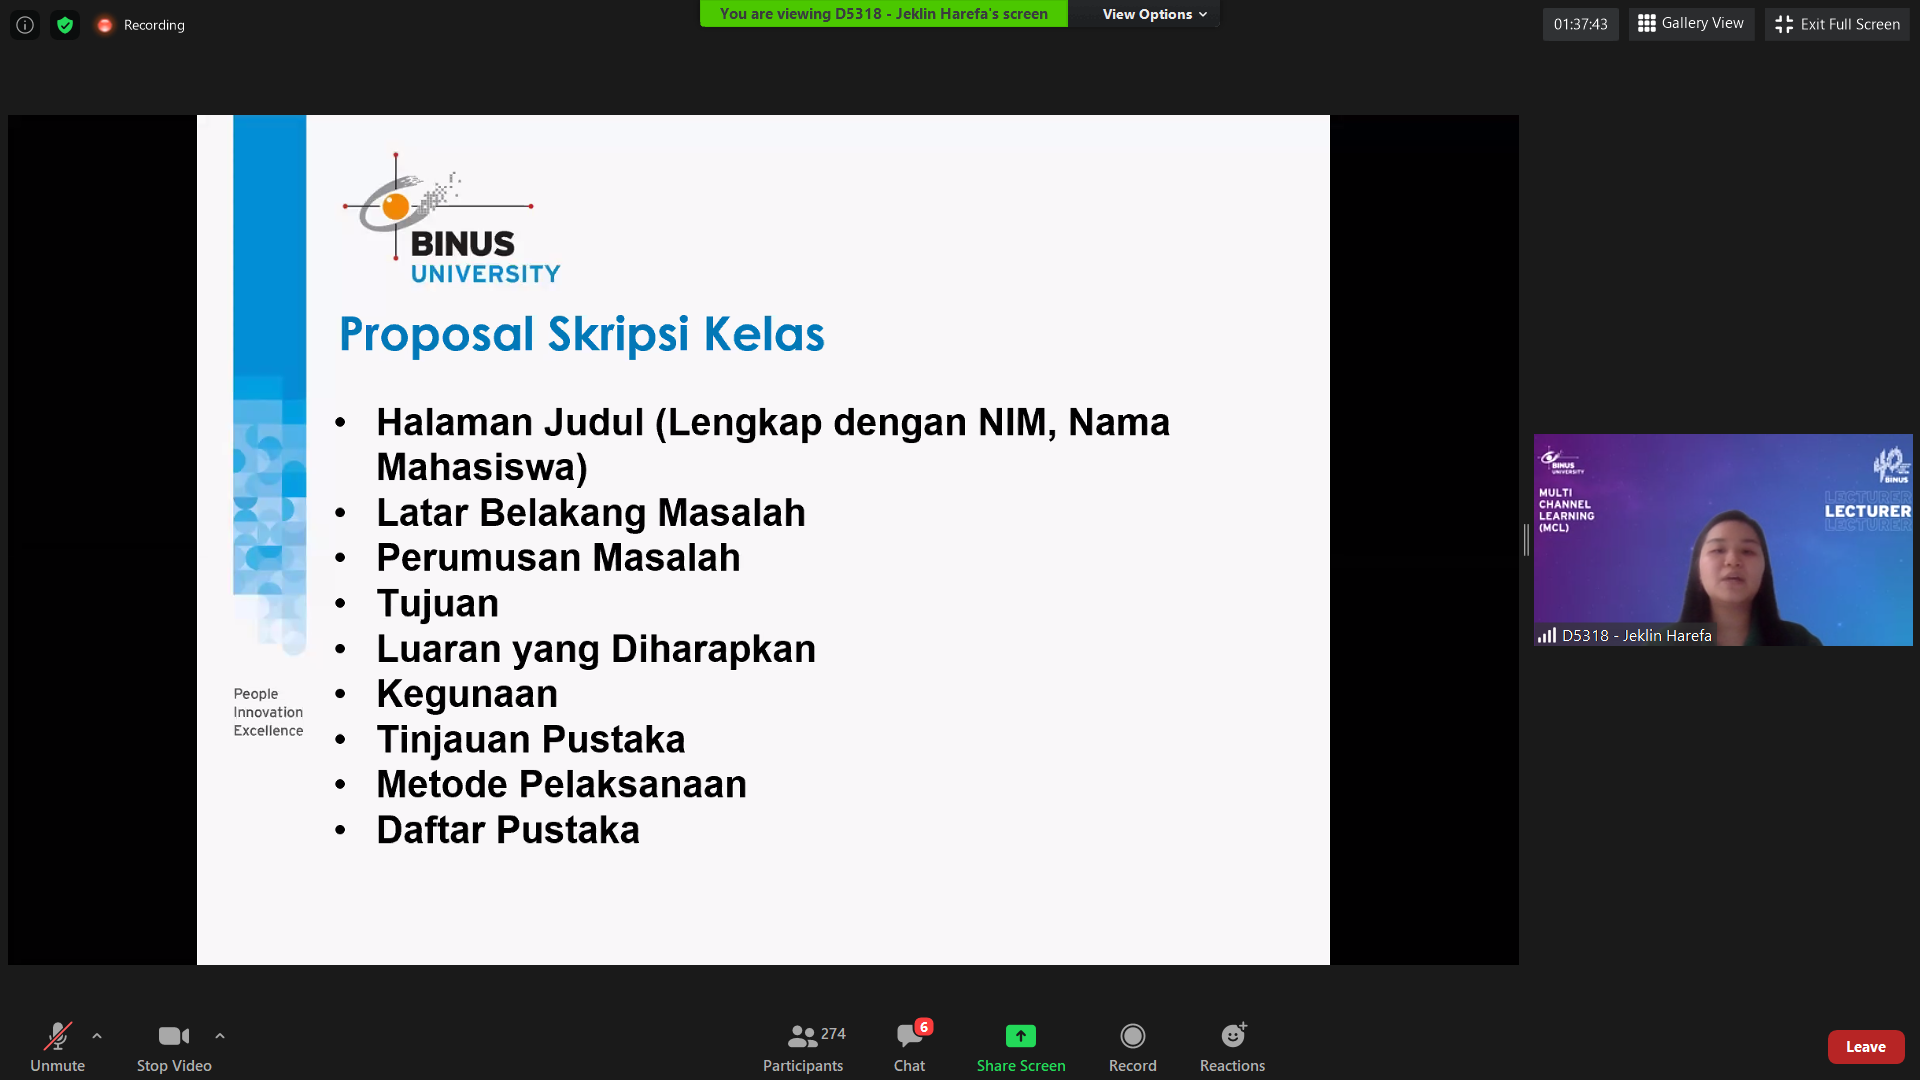 Recording
You are viewing D5318 - Jeklin Harefa's screen
View Options
01:37:43
Gallery View
Exit Full Screen
BINUS
UNIVERSITY
Proposal Skripsi Kelas
• Halaman Judul (Lengkap dengan NIM, Nama
Mahasiswa)
• Latar Belakang Masalah
• Perumusan Masalah
• Tujuan
• Luaran yang Diharapkan
• Kegunaan
• Tinjauan Pustaka
• Metode Pelaksanaan
• Daftar Pustaka
People
Innovation
Excellence
BINUS
UNIVERSITY
MULTI
CHANNEL
LEARNING
(MCL)
BINUS
LECTURER
LECTURER
LECTURER
D5318 - Jeklin Harefa
Unmute
Stop Video
274
Participants
6
Chat
Share Screen
Record
Reactions
Leave